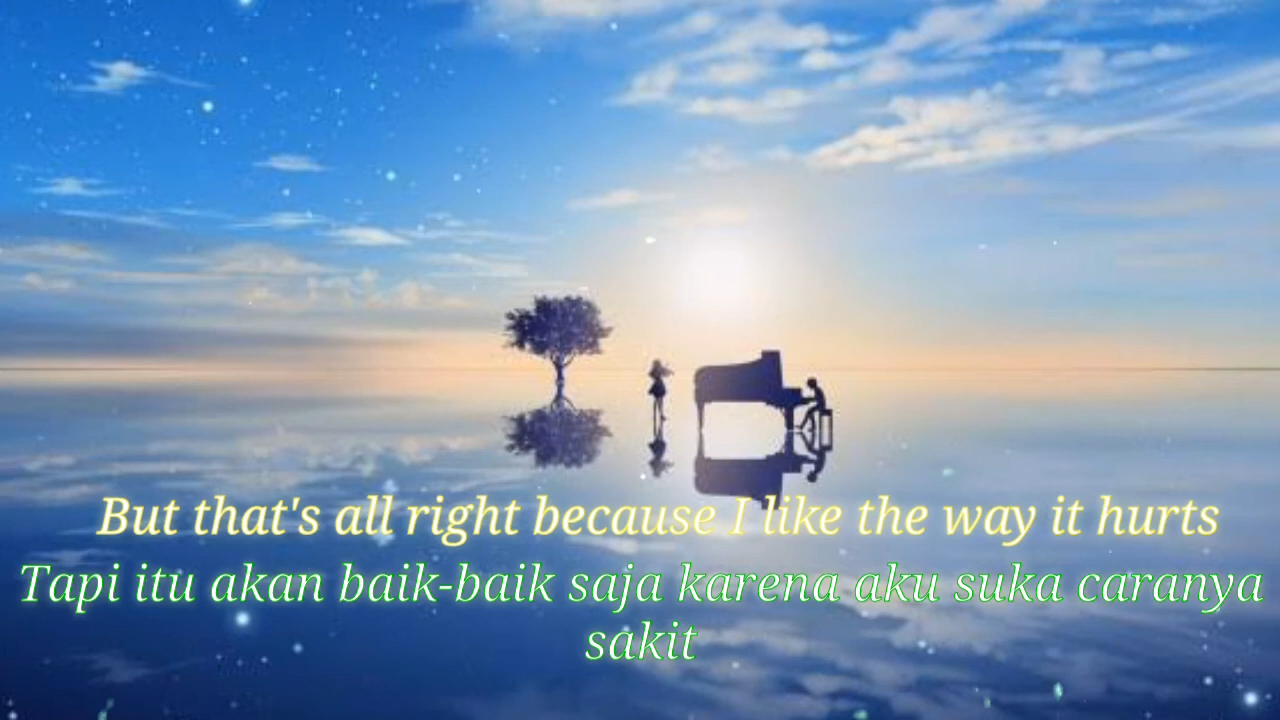 But that's all right because I like the way it hurts
Tapi itu akan baik-baik saja karena aku suka caranya
sakit